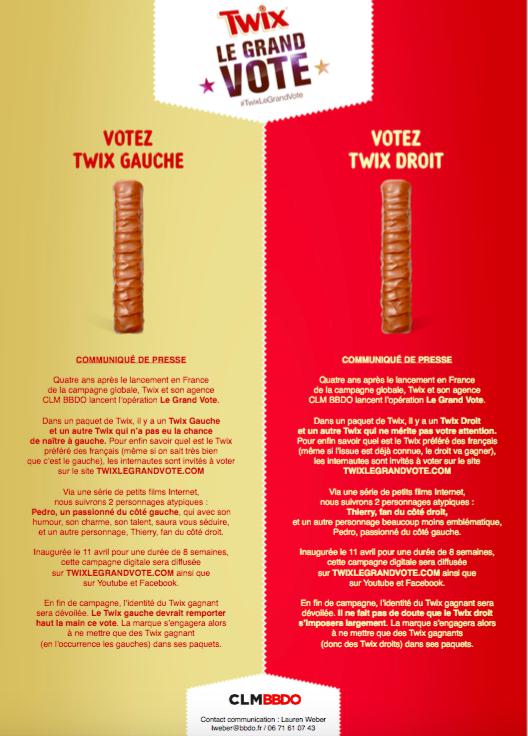 TWIX
LE GRAND
VOTE
#TwixLeGrandVote
VOTEZ
TWIX GAUCHE
COMMUNIQUÉ DE PRESSE
Quatre ans après le lancement en France
de la campagne globale, Twix et son agence
CLM BBDO lancent l'opération Le Grand Vote.
Dans un paquet de Twix, il y a un Twix Gauche
et un autre Twix qui n'a pas eu la chance
de naître à gauche. Pour enfin savoir quel est le Twix
préféré des français (même si on sait très bien
que c'est le gauche), les internautes sont invités à voter
sur le site TWIXLEGRANDVOTE.COM
Via une série de petits films Internet,
nous suivrons 2 personnages atypiques :
Pedro, un passionné du côté gauche, qui avec son
humour, son charme, son talent, saura vous séduire,
et un autre personnage, Thierry, fan du côté droit.
Inaugurée le 11 avril pour une durée de 8 semaines,
cette campagne digitale sera diffusée
sur TWIXLEGRANDVOTE.COM ainsi que
sur Youtube et Facebook.
En fin de campagne, l'identité du Twix gagnant
sera dévoilée. Le Twix gauche devrait remporter
haut la main ce vote. La marque s'engagera alors
à ne mettre que des Twix gagnant
(en l'occurrence les gauches) dans ses paquets.
VOTEZ
TWIX DROIT
COMMUNIQUÉ DE PRESSE
Quatre ans après le lancement en France
de la campagne globale, Twix et son agence
CLM BBDO lancent l'opération Le Grand Vote.
Dans un paquet de Twix, il y a un Twix Droit
et un autre Twix qui ne mérite pas votre attention.
Pour enfin savoir quel est le Twix préféré des français
(même si l'issue est déjà connue, le droit va gagner),
les internautes sont invités à voter sur le site
TWIXLEGRANDVOTE.COM
Via une série de petits films Internet,
nous suivrons 2 personnages atypiques :
Thierry, fan du côté droit,
et un autre personnage beaucoup moins emblématique,
Pedro, passionné du côté gauche.
Inaugurée le 11 avril pour une durée de 8 semaines,
cette campagne digitale sera diffusée
sur TWIXLEGRANDVOTE.COM ainsi que
sur Youtube et Facebook.
En fin de campagne, l'identité du Twix gagnant sera
dévoilée. Il ne fait pas de doute que le Twix droit
s'imposera largement. La marque s'engagera alors
à ne mettre que des Twix gagnants
(donc des Twix droits) dans ses paquets.
CLMBBDO
Contact communication : Lauren Weber
lweber@bbdo.fr / 06 71 61 07 43